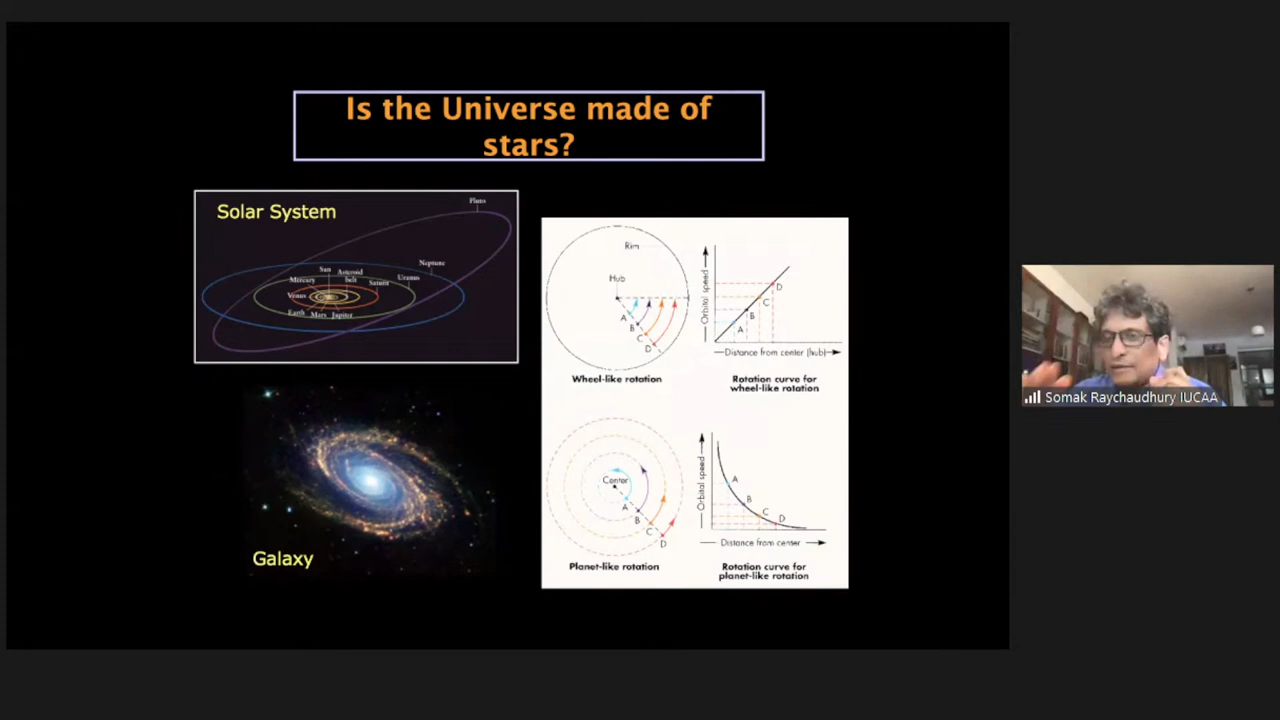 Is the Universe made of
stars?
Solar System
Pluto
Neptune
Sun
Asteroid
belt
Mercury
Saturn
Uranus
Venus
Earth
Mars
Jupiter
Galaxy
Rim
Hub
A
B
C
D
Wheel-like rotation
Orbital speed
A
B
C
D
Distance from center (hub)
Rotation curve for
wheel-like rotation
Center
A
B
C
D
Planet-like rotation
Orbital speed
A
B
C
D
Distance from center
Rotation curve for
planet-like rotation
Somak Raychaudhury IUCAA